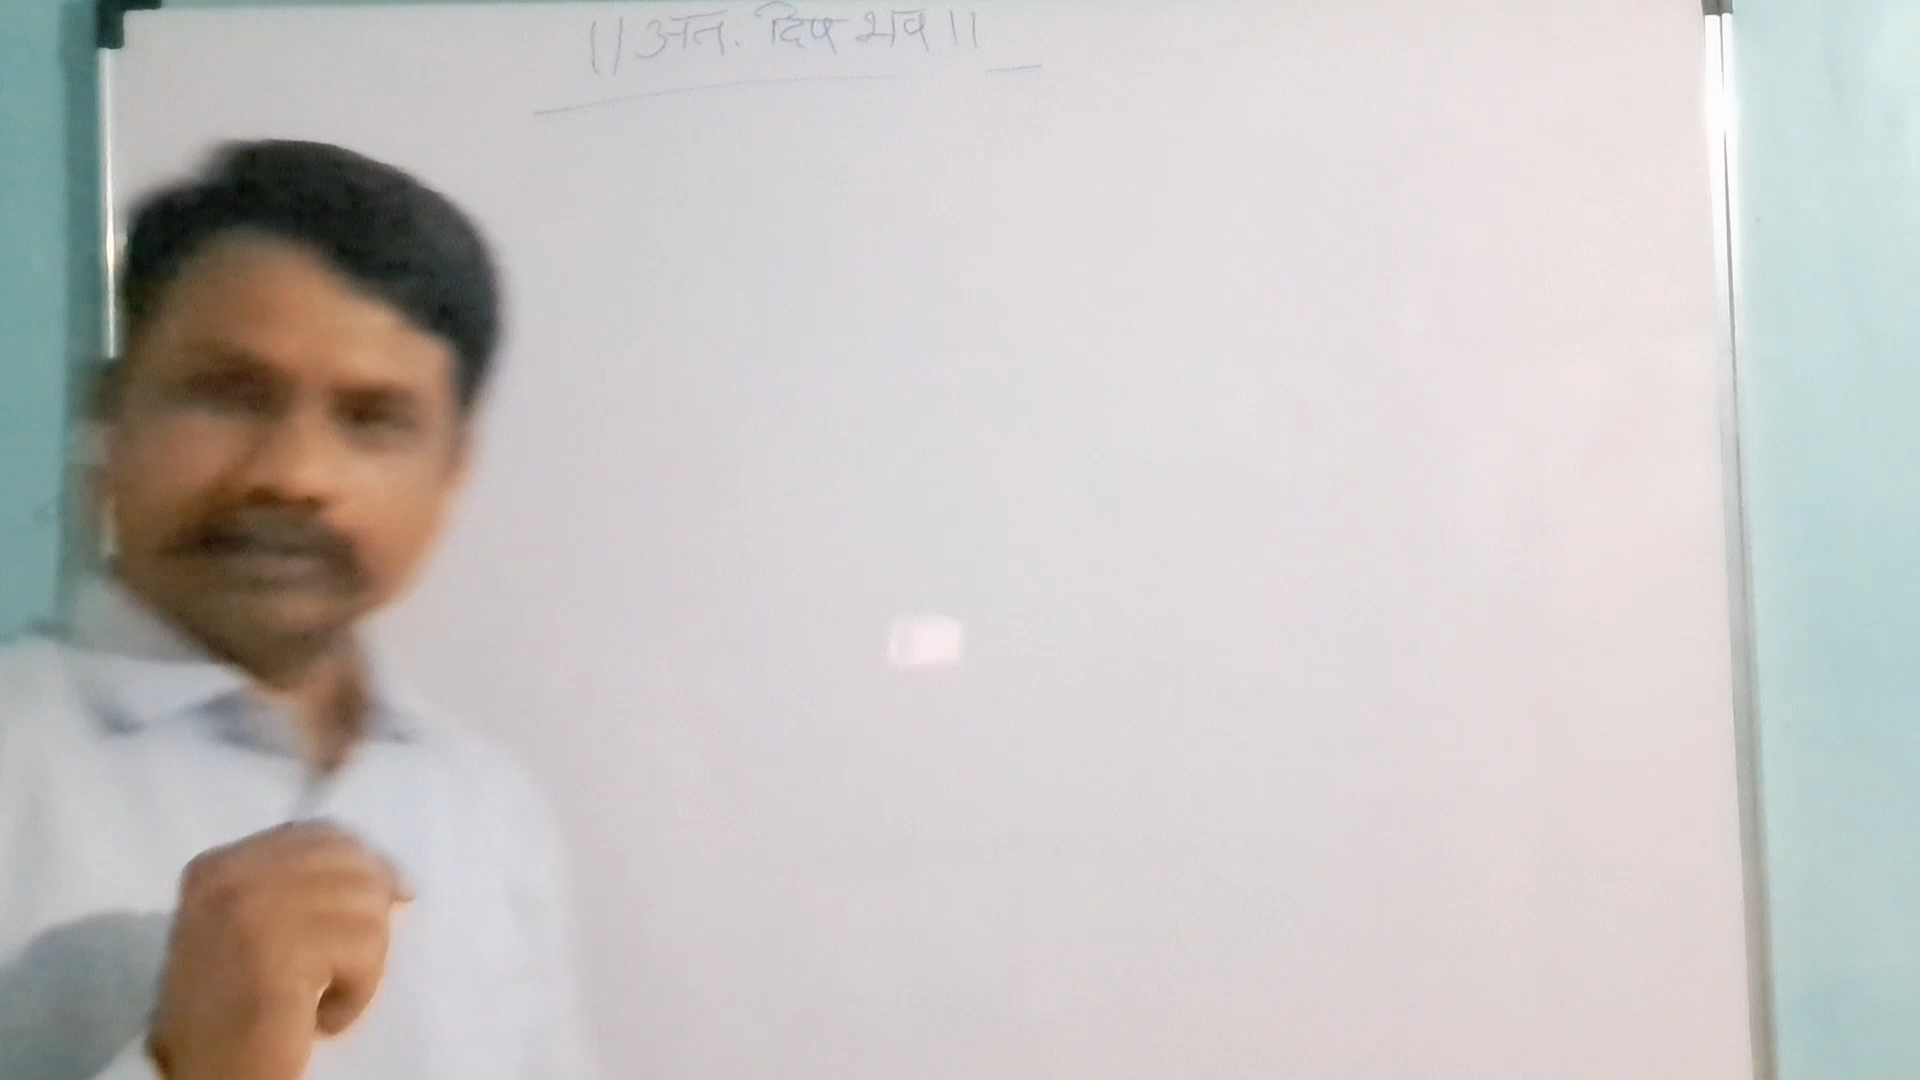 ॥ अत. दिप भव ॥